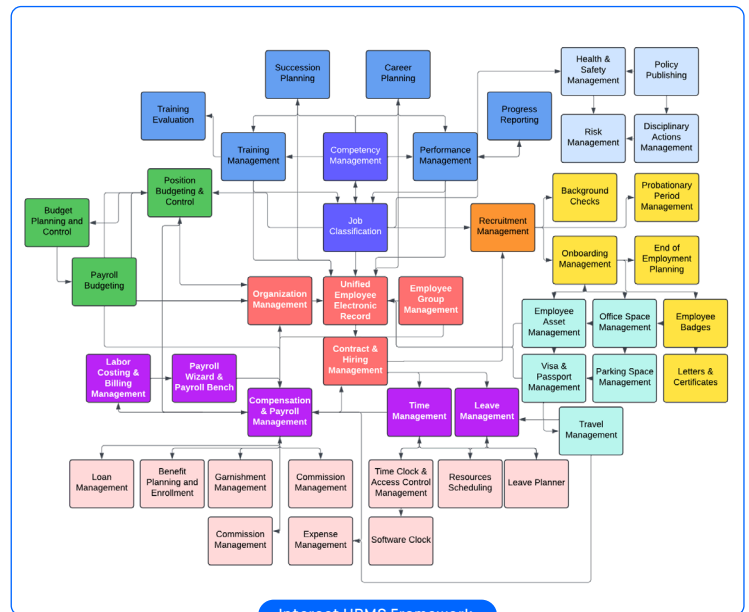 Succession
Planning
Career
Planning
Health &
Safety
Management
Policy
Publishing
Training
Evaluation
Progress
Reporting
Risk
Management
Disciplinary
Actions
Management
Training
Management
Competency
Management
Performance
Management
Position
Budgeting &
Control
Background
Checks
Probationary
Period
Management
Budget
Planning and
Control
Job
Classification
Recruitment
Management
Onboarding
Management
End of
Employment
Planning
Payroll
Budgeting
Organization
Management
Unified
Employee
Electronic
Record
Employee
Group
Management
Employee
Asset
Management
Office Space
Management
Employee
Badges
Contract &
Hiring
Management
Labor
Costing &
Billing
Management
Payroll
Wizard &
Payroll Bench
Visa &
Passport
Management
Parking Space
Management
Letters &
Certificates
Compensation
& Payroll
Management
Time
Management
Leave
Management
Travel
Management
Loan
Management
Benefit
Planning and
Enrollment
Garnishment
Management
Commission
Management
Time Clock &
Access Control
Management
Resources
Scheduling
Leave Planner
Commission
Management
Expense
Management
Software Clock
Interact HRMS Framework